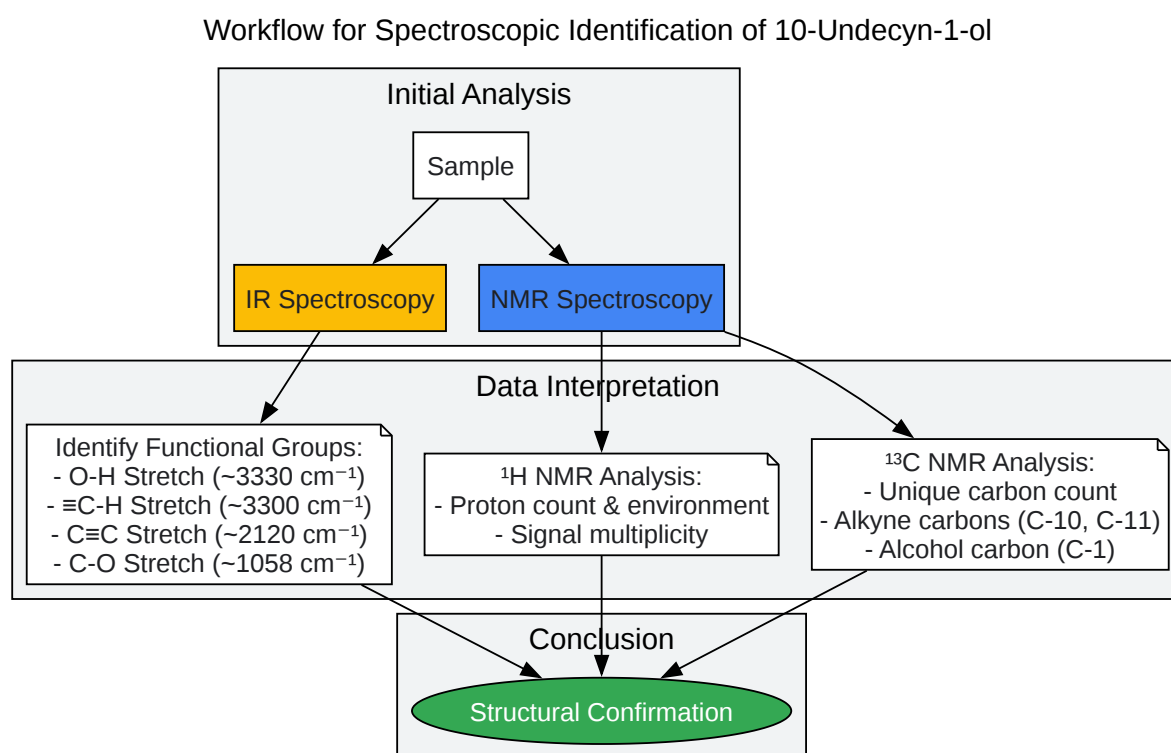 Workflow for Spectroscopic Identification of 10-Undecyn-1-ol
Initial Analysis
Sample
IR Spectroscopy
NMR Spectroscopy
Data Interpretation
Identify Functional Groups:
- O-H Stretch (~3330 cm⁻¹)
- ≡C-H Stretch (~3300 cm⁻¹)
- C≡C Stretch (~2120 cm⁻¹)
- C-O Stretch (~1058 cm⁻¹)
¹H NMR Analysis:
- Proton count & environment
- Signal multiplicity
¹³C NMR Analysis:
- Unique carbon count
- Alkyne carbons (C-10, C-11)
- Alcohol carbon (C-1)
Conclusion
Structural Confirmation